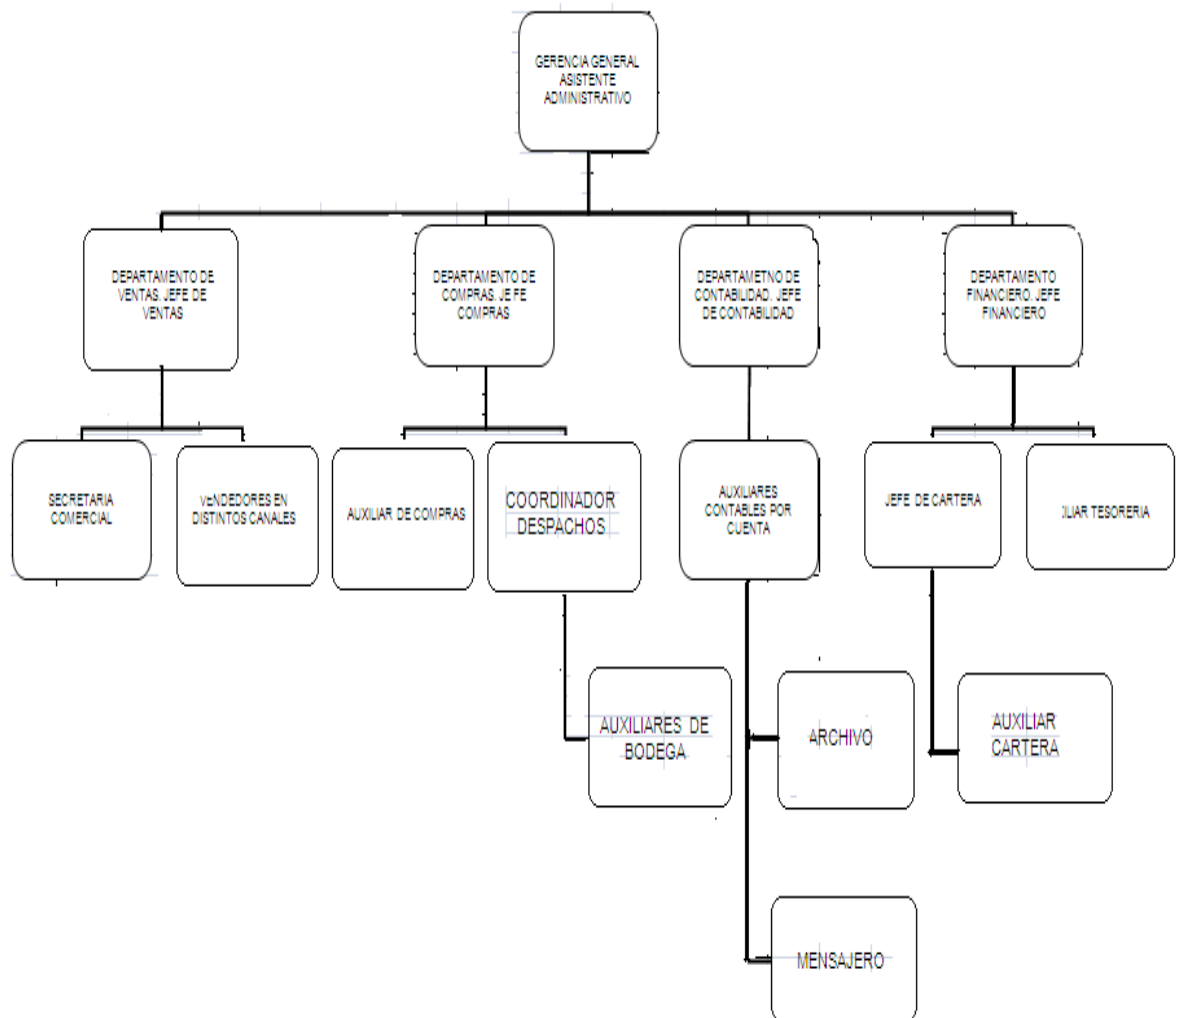 GERENCIA GENERAL
ASISTENTE
ADMINISTRATIVO
DEPARTAMENTO DE
VENTAS. JEFE DE
VENTAS
DEPARTAMENTO DE
COMPRAS. JE FE
COMPRAS
DEPARTAMETNO DE
CONTABILIDAD. JEFE
DE CONTABILIDAD
DEPARTAMENTO
FINANCIERO. JEFE
FINANCIERO
SECRETARIA
COMERCIAL
VENDEDORES EN
DISTINTOS CANALES
AUXILIAR DE COMPRAS
COORDINADOR
DESPACHOS
AUXILIARES
CONTABLES POR
CUENTA
JEFE DE CARTERA
ILIAR TESORERIA
AUXILIARES DE
BODEGA
ARCHIVO
AUXILIAR
CARTERA
MENSAJERO